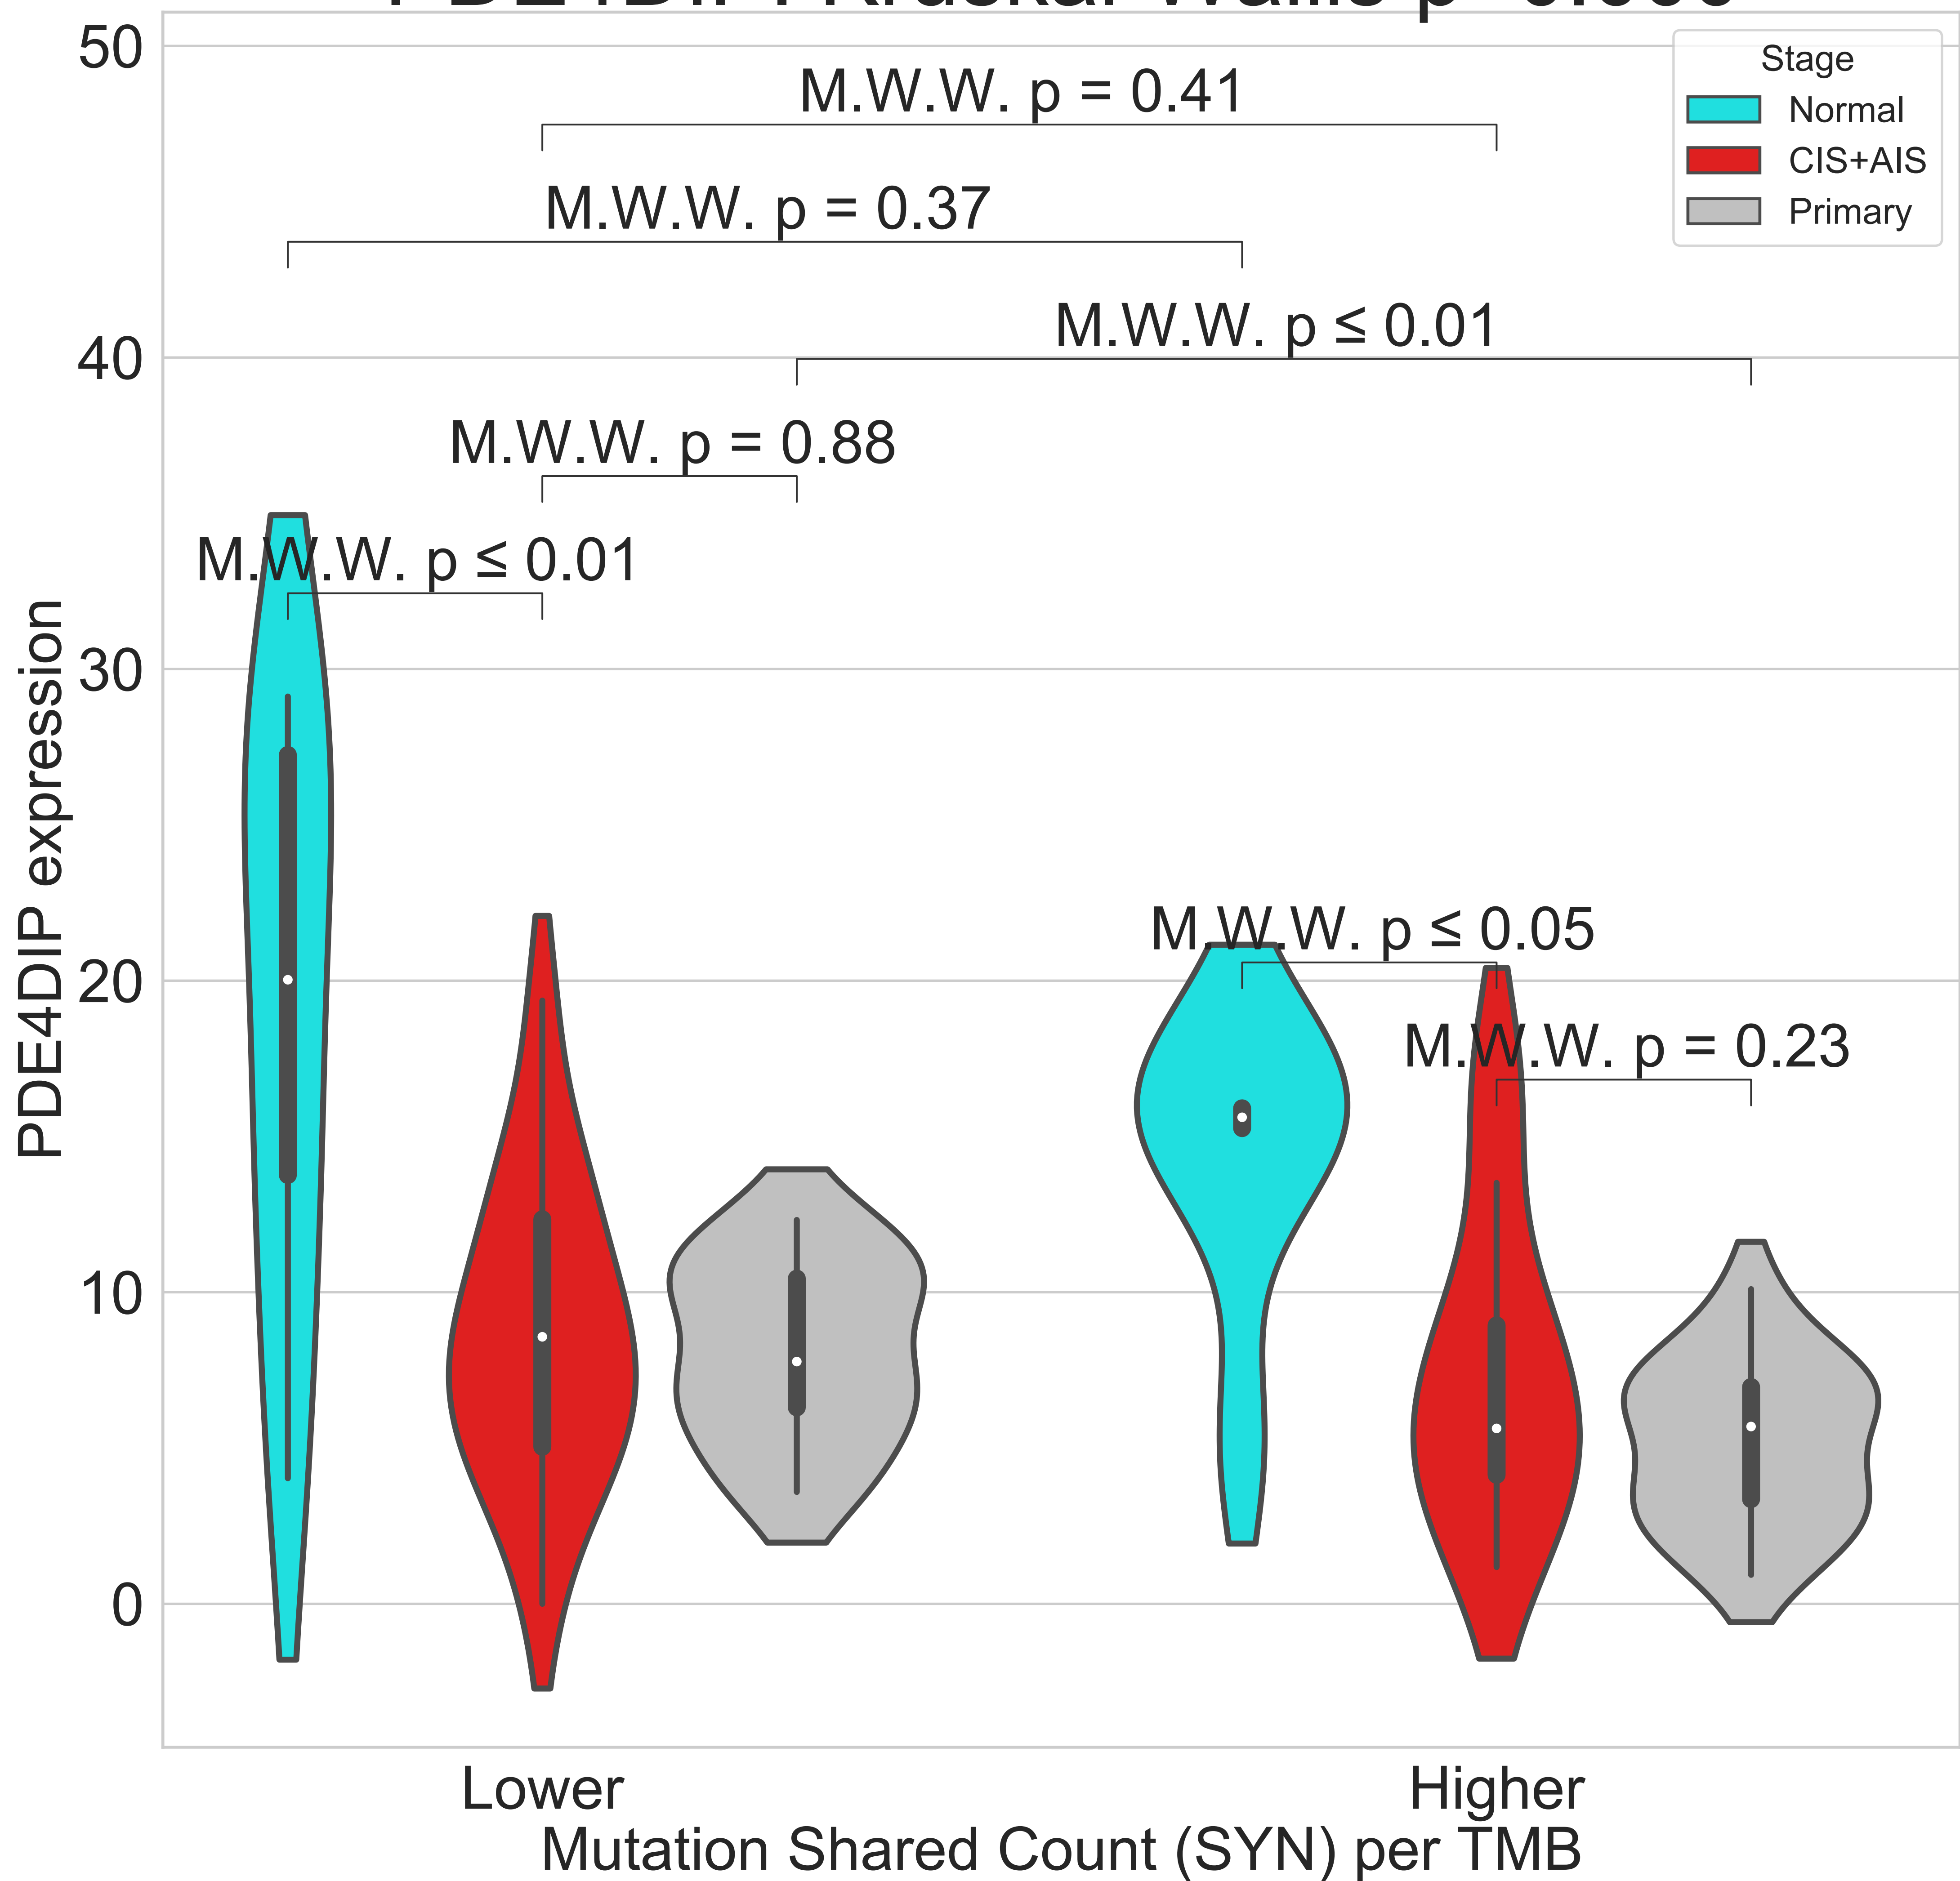 50
M.W.W. p = 0.41
M.W.W. p = 0.37
M.W.W. p ≤ 0.01
40
M.W.W. p = 0.88
M.W.W. p ≤ 0.01
30
M.W.W. p ≤ 0.05
20
M.W.W. p = 0.23
10
0
PDE4DIP expression
Stage
Normal
CIS+AIS
Primary
Lower
Higher
Mutation Shared Count (SYN) per TMB